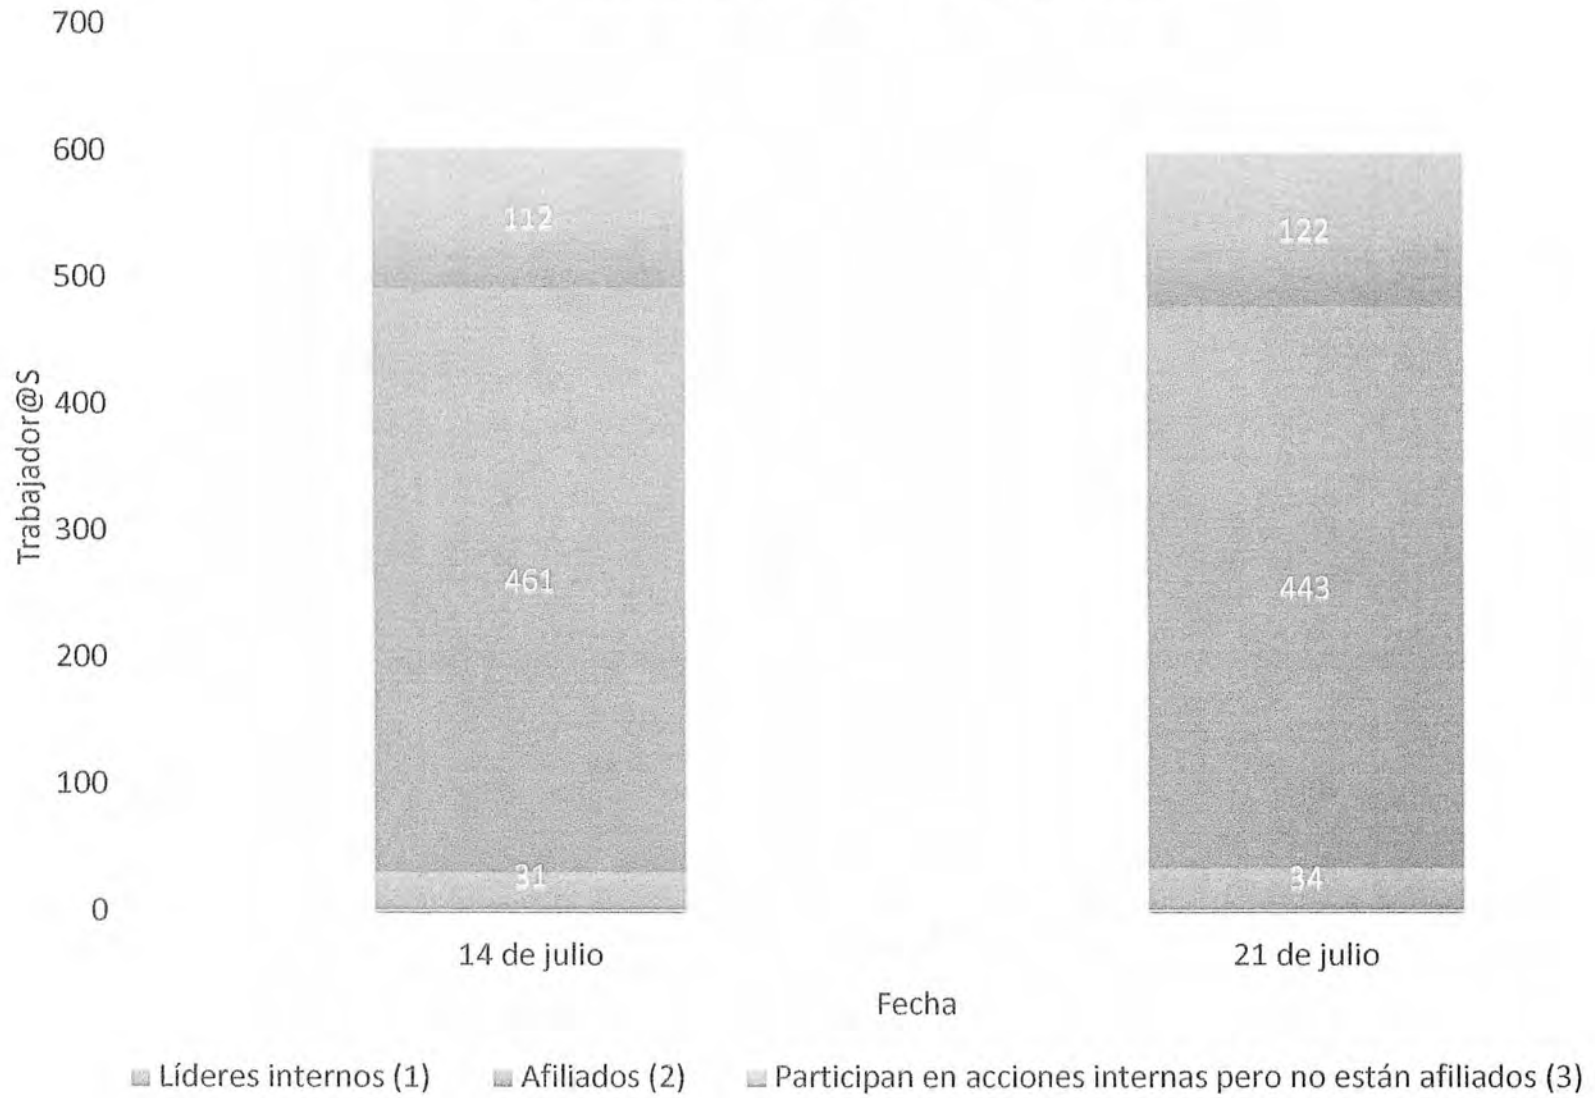 700
600
500
400
300
200
100
0
Trabajador@S
112
461
31
122
443
34
14 de julio
21 de julio
Fecha
Líderes internos (1)
Afiliados (2)
Participan en acciones internas pero no están afiliados (3)